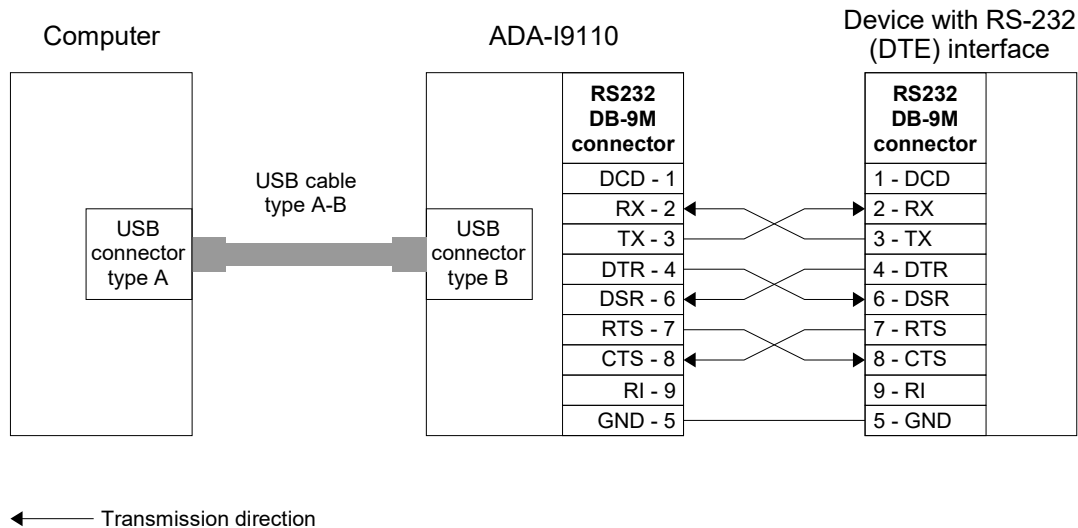 Computer
ADA-I9110
Device with RS-232
(DTE) interface
USB
connector
type A
USB cable
type A-B
USB
connector
type B
RS232
DB-9M
connector
DCD - 1
RX - 2
TX - 3
DTR - 4
DSR - 6
RTS - 7
CTS - 8
RI - 9
GND - 5
RS232
DB-9M
connector
1 - DCD
2 - RX
3 - TX
4 - DTR
6 - DSR
7 - RTS
8 - CTS
9 - RI
5 - GND
Transmission direction